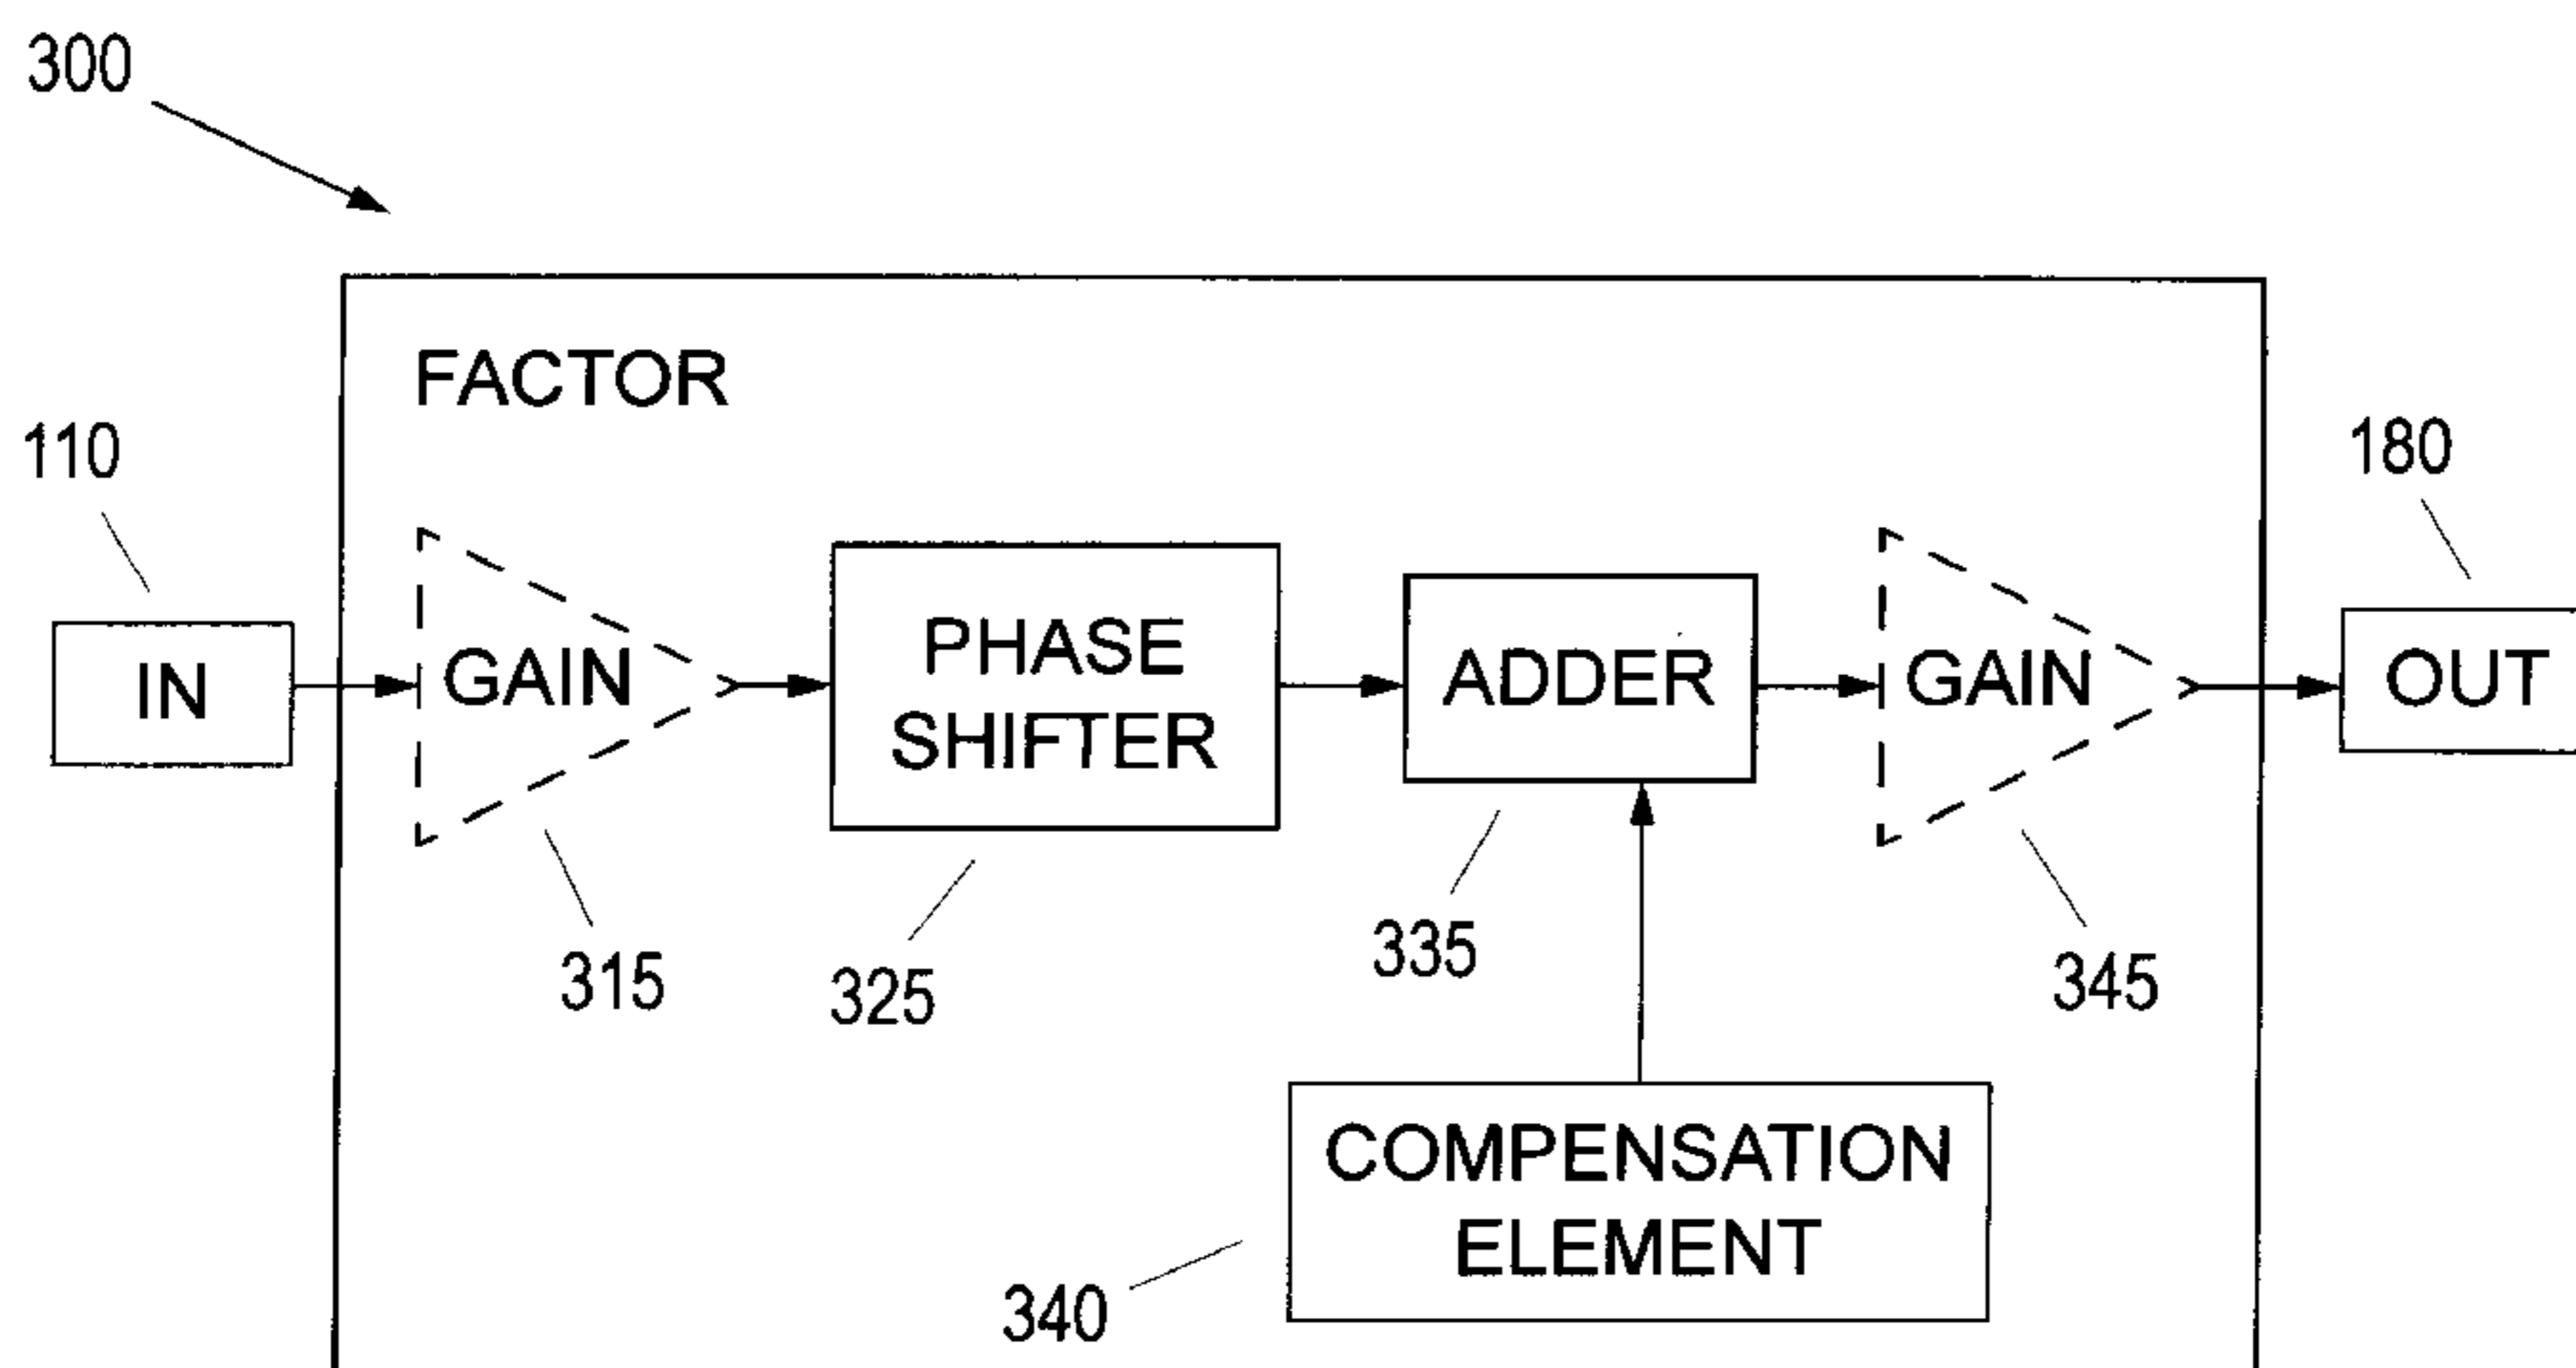 300
FACTOR
110
180
IN
GAIN
PHASE
SHIFTER
ADDER
GAIN
OUT
315
325
335
345
COMPENSATION
ELEMENT
340